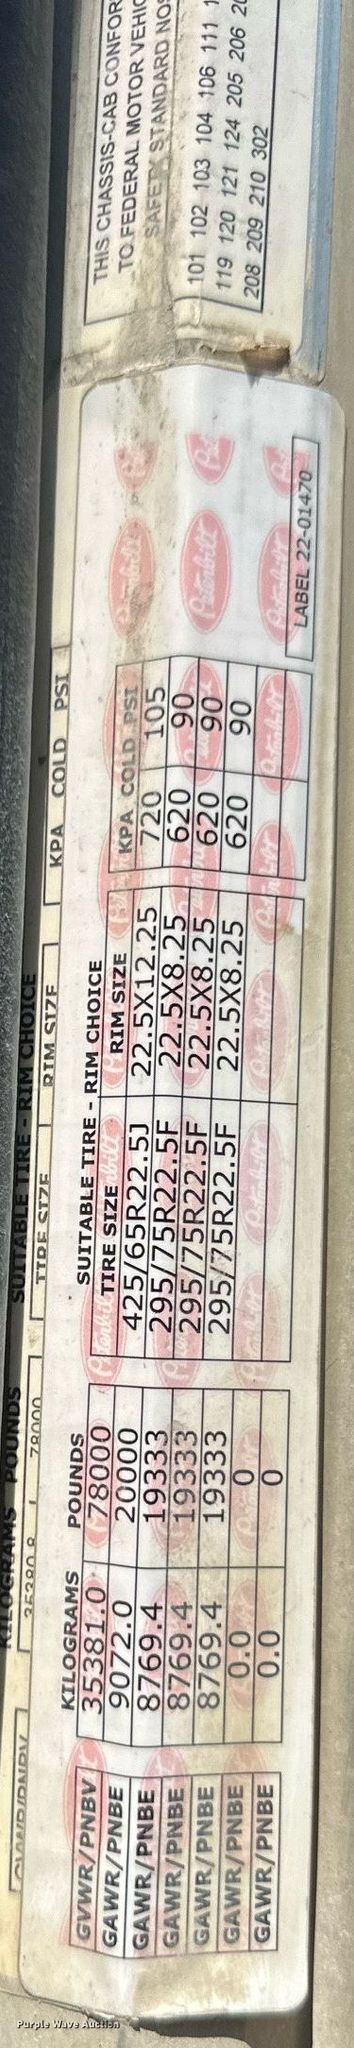 THIS CHASSIS-CAB CONFOR
TO FEDERAL MOTOR VEHIC
SAFETY STANDARD NOS
101 102 103 104 106 111 1
119 120 121 124 205 206 20
208 209 210 302
SUITABLE TIRE - RIM CHOICE
KILOGRAMS POUNDS TIRE SIZE RIM SIZE KPA COLD PSI
78000
KILOGRAMS POUNDS SUITABLE TIRE - RIM CHOICE
GVWR/PNBV 35381.0 78000 TIRE SIZE RIM SIZE KPA COLD PSI
GAWR/PNBE 9072.0 20000 425/65R22.5J 22.5X12.25 720 105
GAWR/PNBE 8769.4 19333 295/75R22.5F 22.5X8.25 620 90
GAWR/PNBE 8769.4 19333 295/75R22.5F 22.5X8.25 620 90
GAWR/PNBE 8769.4 19333 295/75R22.5F 22.5X8.25 620 90
GAWR/PNBE 0.0 0
GAWR/PNBE 0.0 0
Peterbilt
LABEL 22-01470
Purple Wave Auction